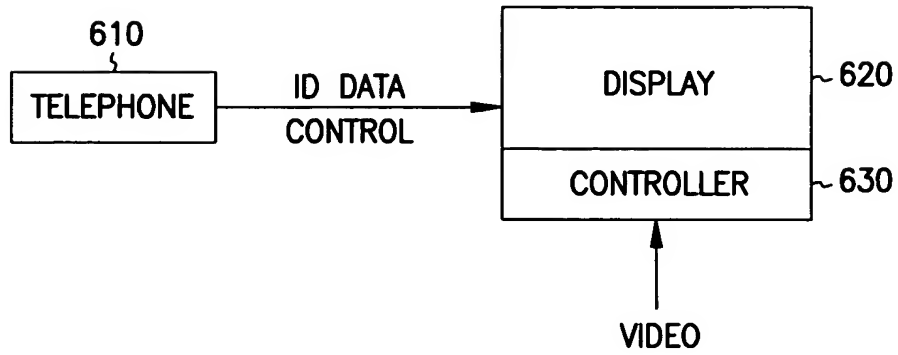 610
TELEPHONE
ID DATA
CONTROL
DISPLAY
620
CONTROLLER
630
VIDEO